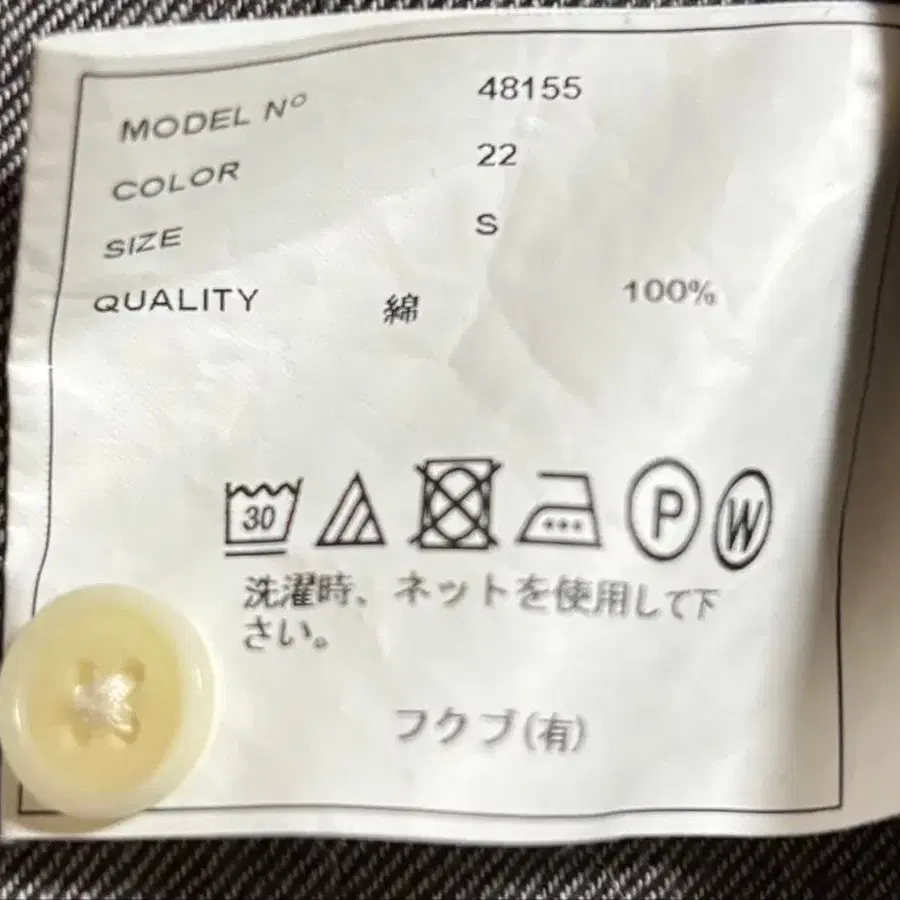 MODEL Nº 48155
COLOR 22
SIZE S
QUALITY 綿 100%
30 P W
洗濯時、ネットを使用して下
さい。
フクブ(有)